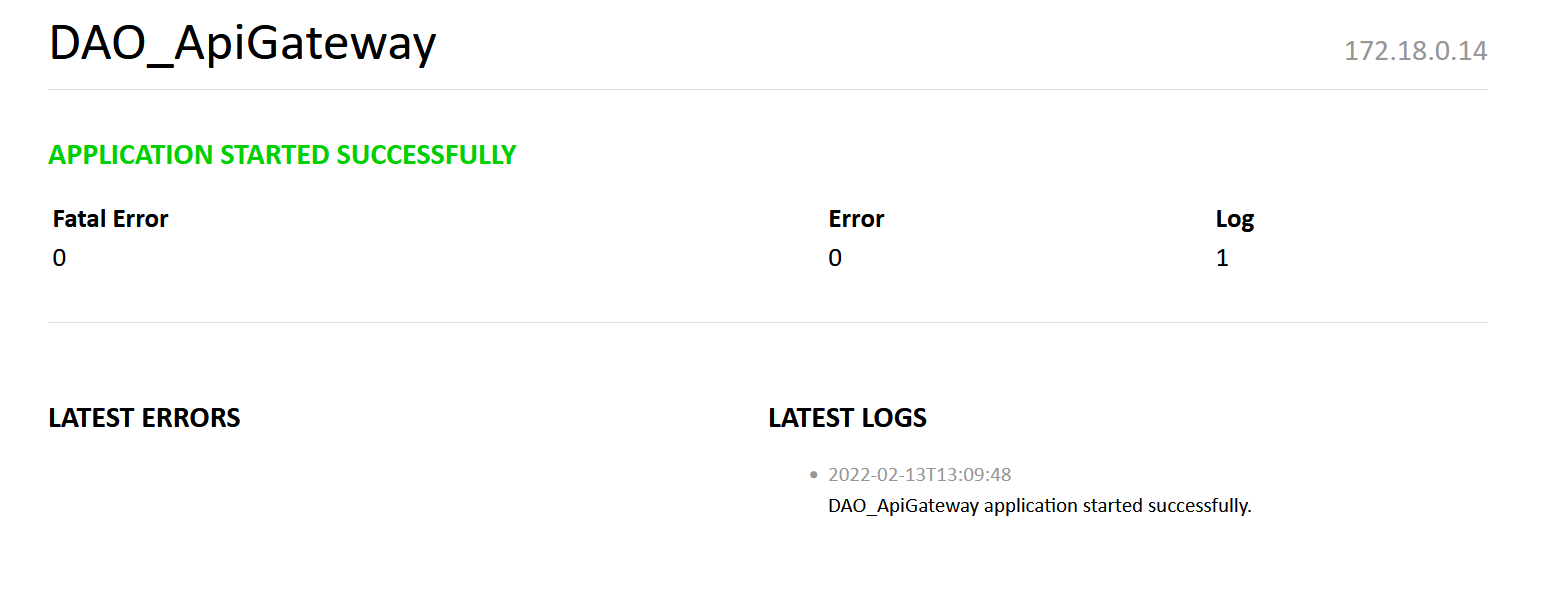 DAO_ApiGateway
172.18.0.14
APPLICATION STARTED SUCCESSFULLY
Fatal Error Error Log
0 0 1
LATEST ERRORS
LATEST LOGS
2022-02-13T13:09:48
DAO_ApiGateway application started successfully.